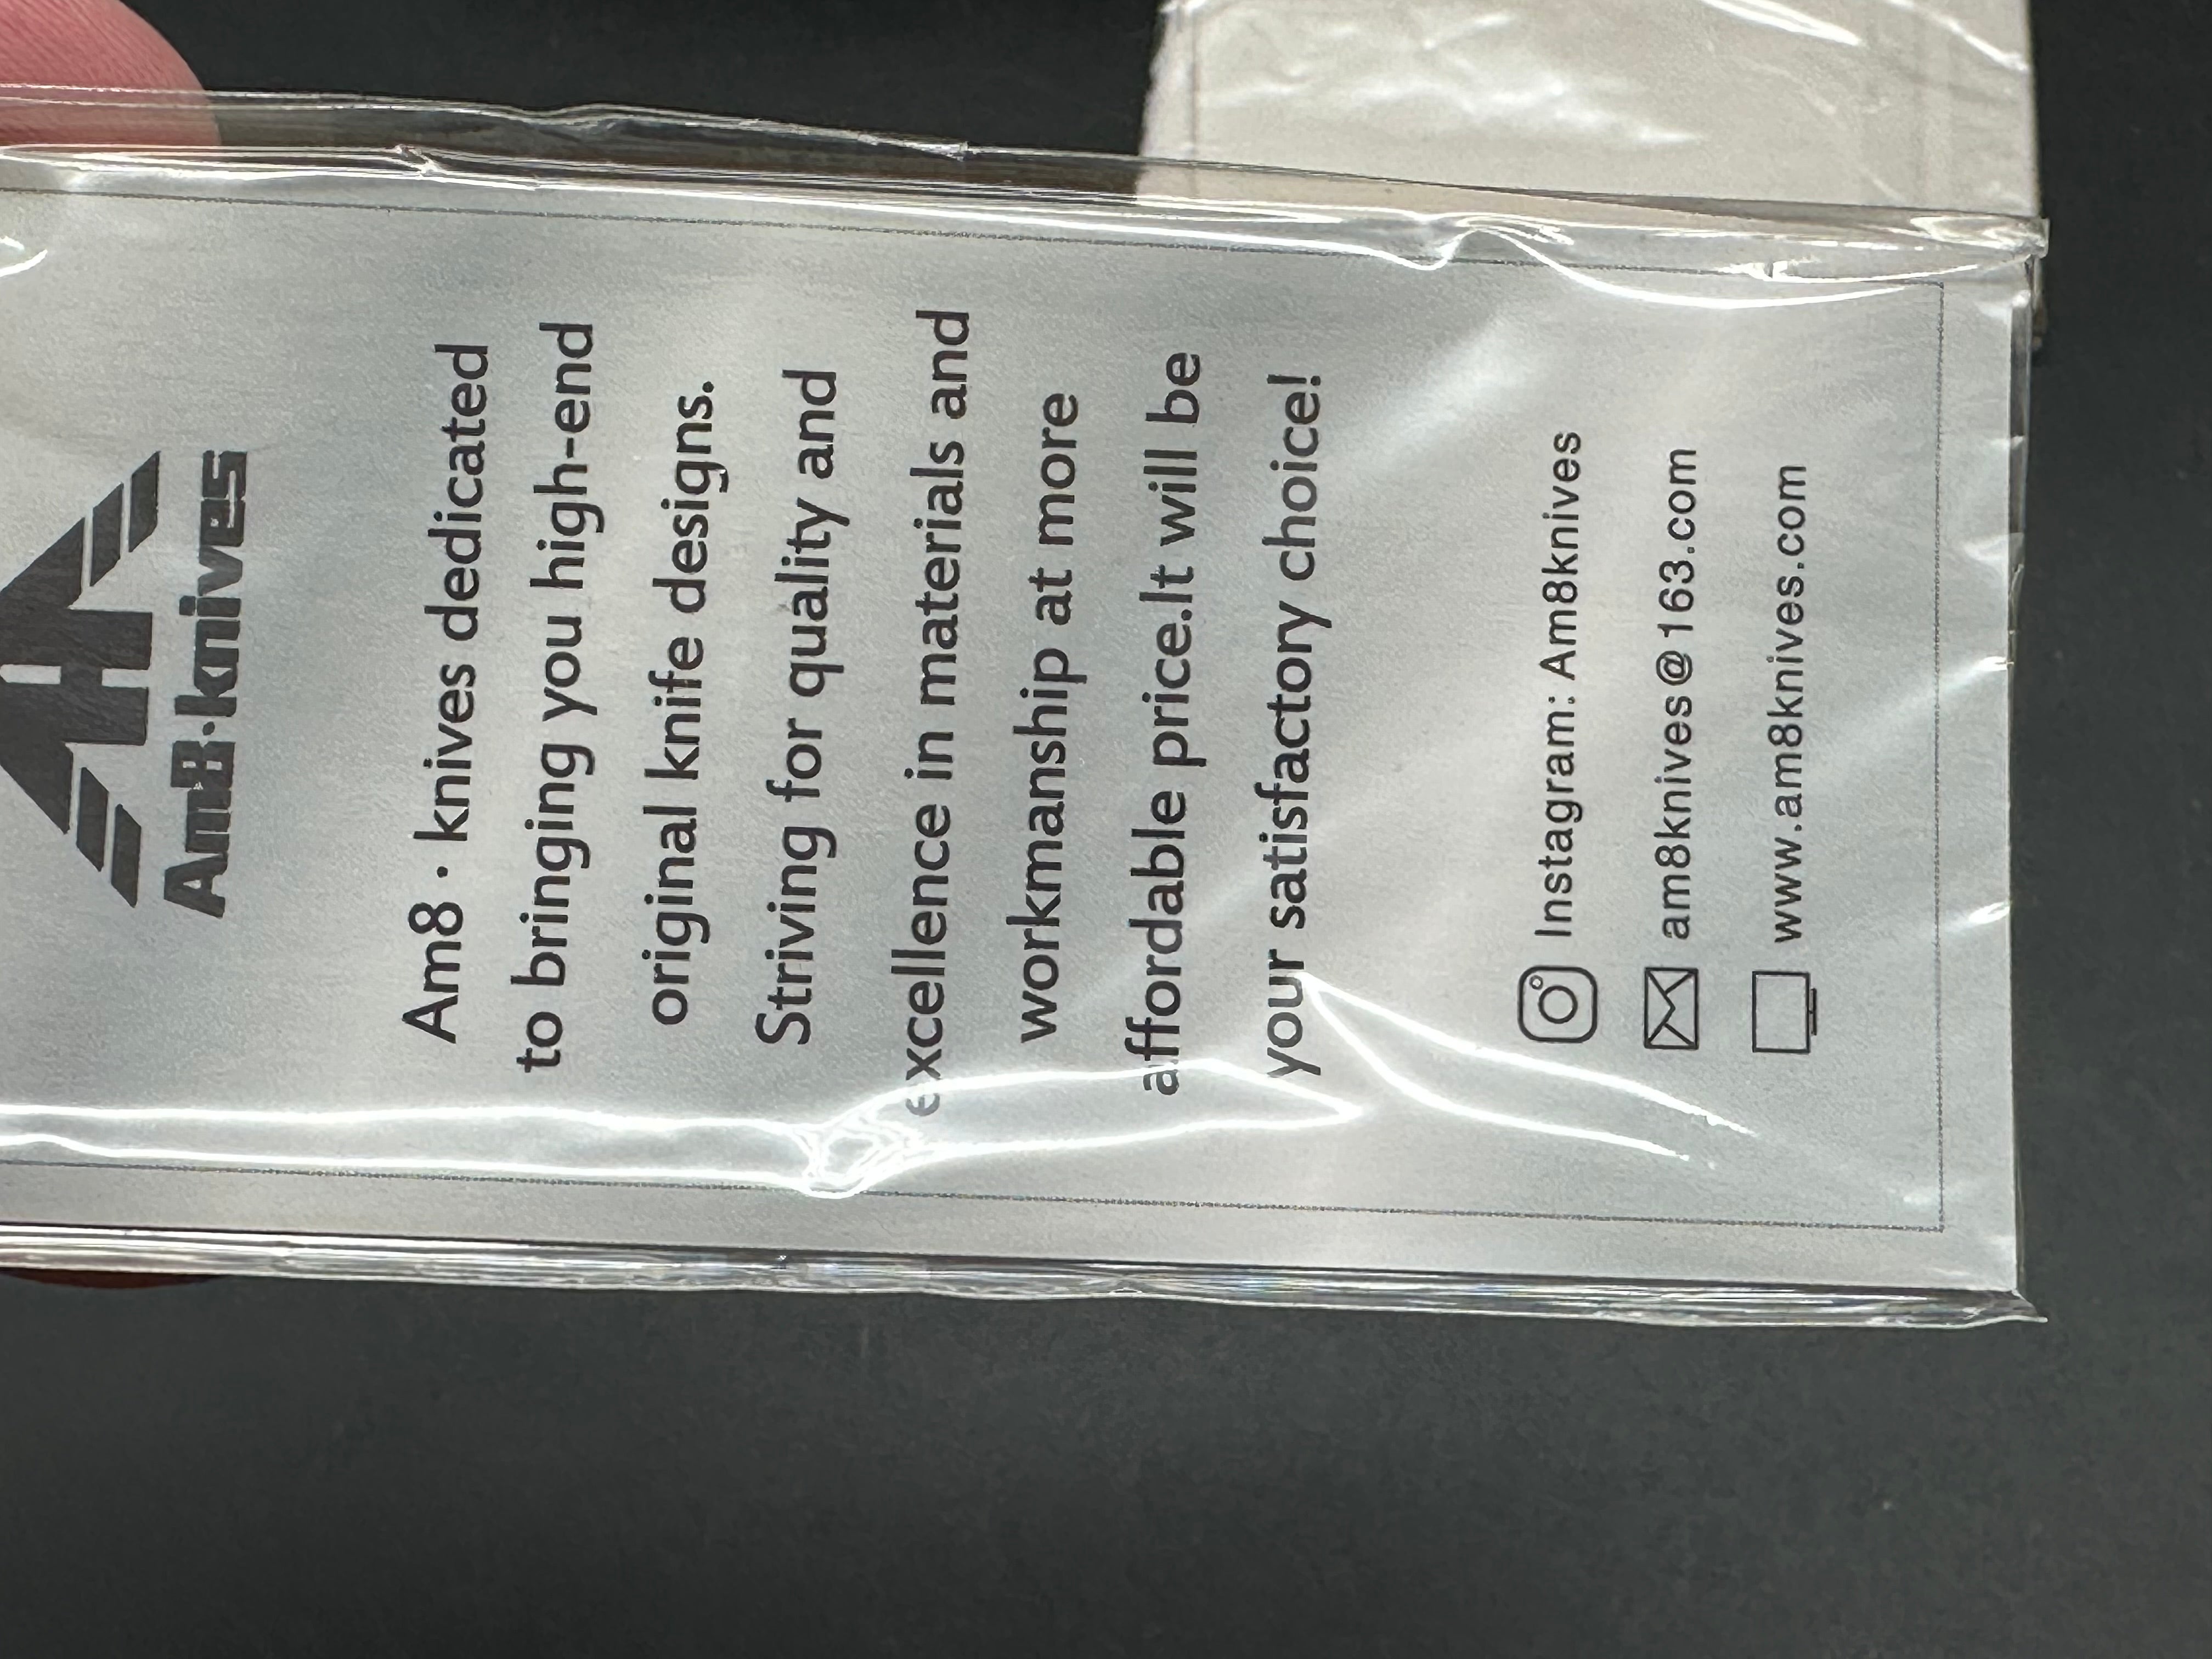 Am8·knives
Am8 · knives dedicated
to bringing you high-end
original knife designs.
Striving for quality and
excellence in materials and
workmanship at more
affordable price.It will be
your satisfactory choice!
Instagram: Am8knives
am8knives@163.com
www.am8knives.com